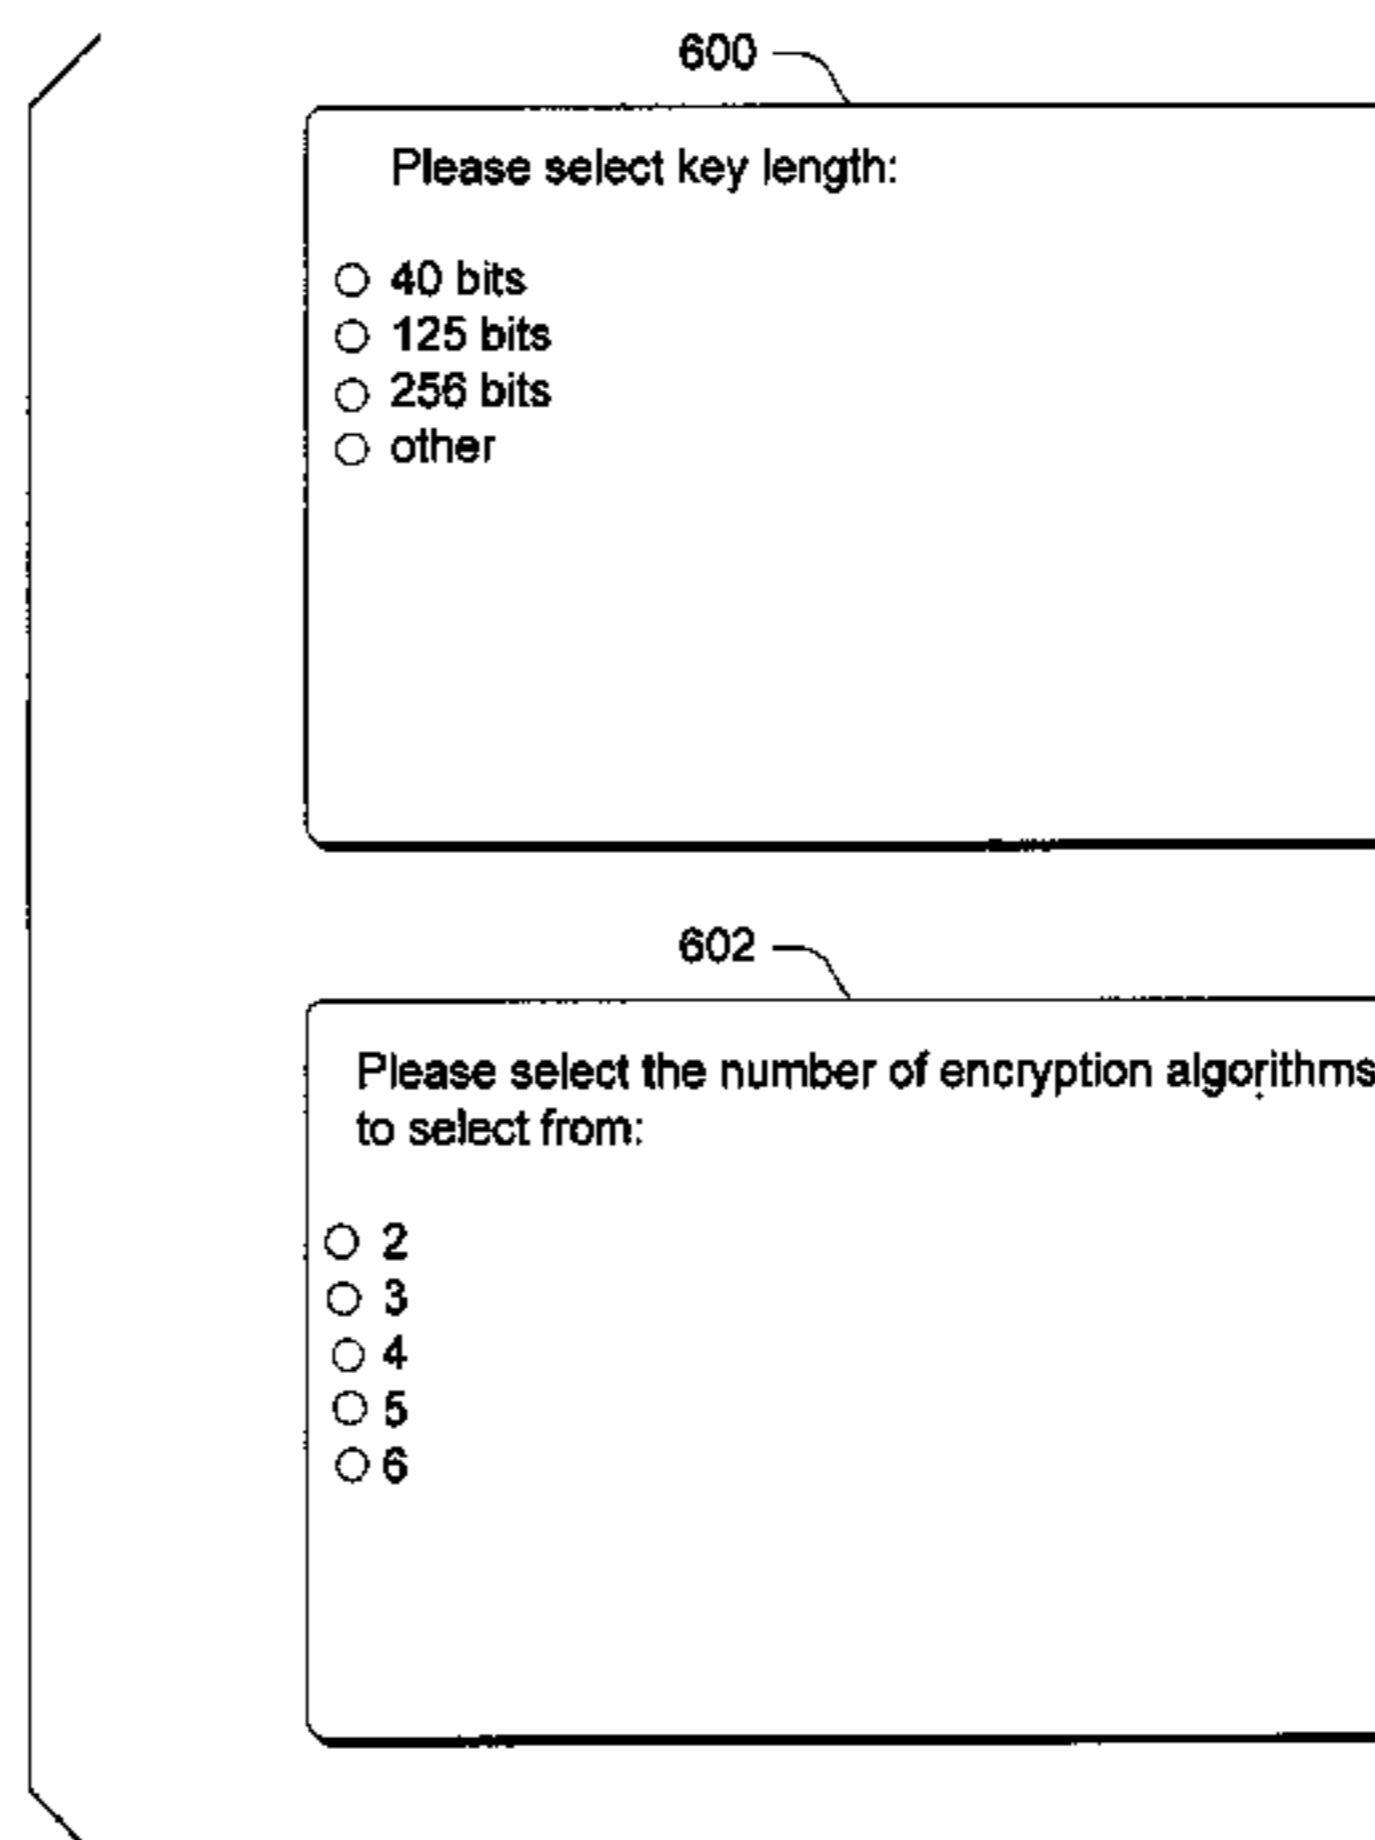 600
Please select key length:
40 bits
125 bits
256 bits
other
602
Please select the number of encryption algorithms
to select from:
2
3
4
5
6